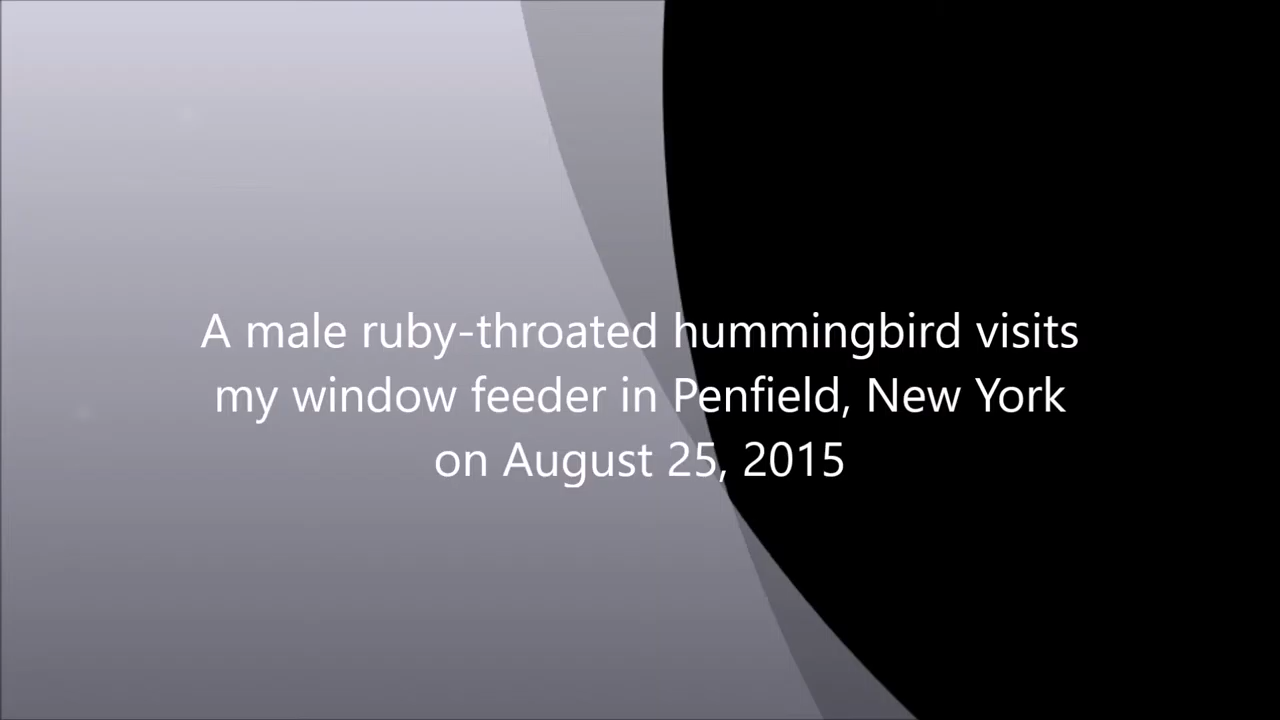 A male ruby-throated hummingbird visits
my window feeder in Penfield, New York
on August 25, 2015